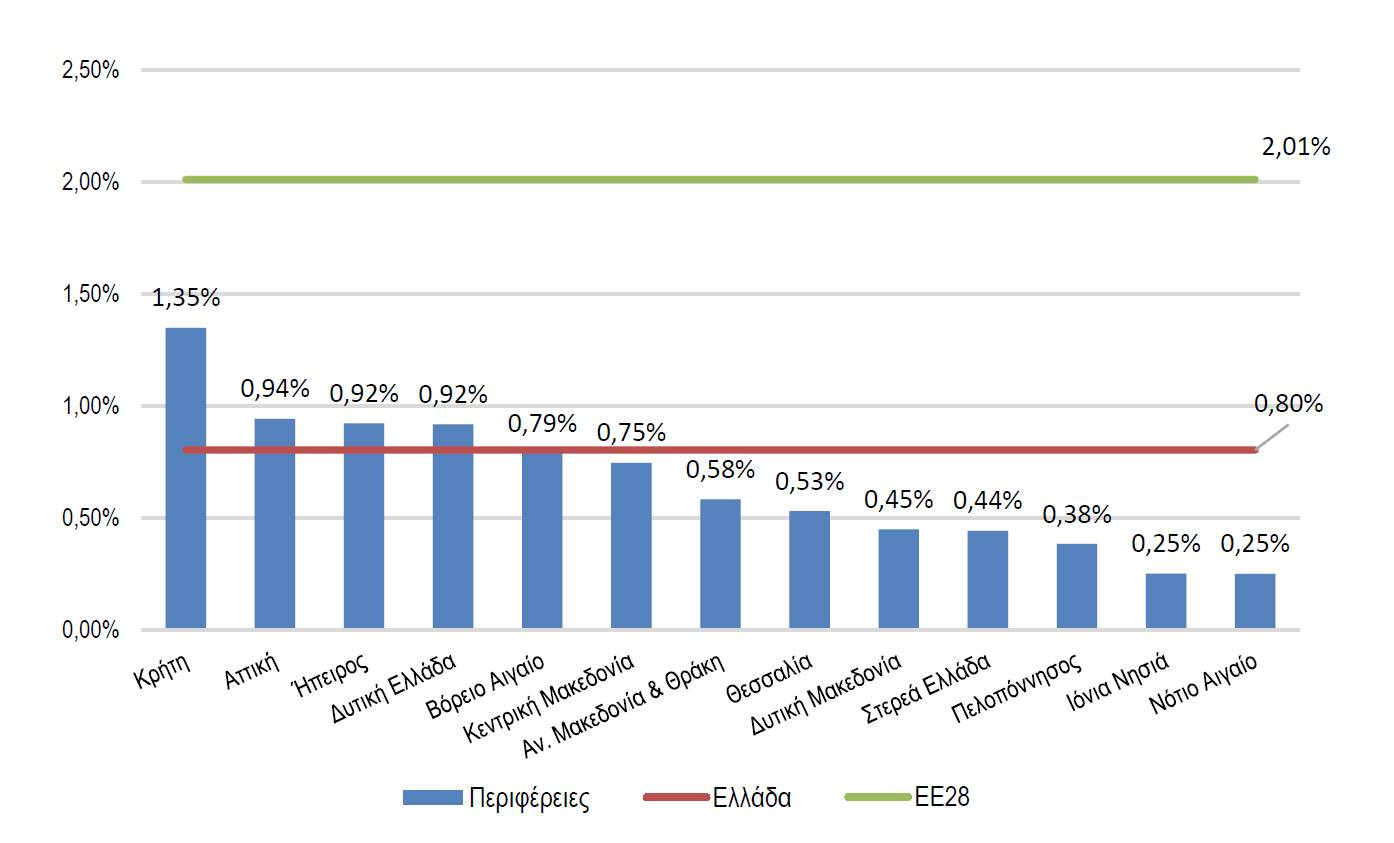 2,50%
2,01%
2,00%
1,50%
1,35%
1,00%
0,94%
0,92%
0,92%
0,79%
0,75%
0,58%
0,53%
0,45%
0,44%
0,38%
0,25%
0,25%
0,80%
0,50%
0,00%
Κρήτη
Αττική
Ήπειρος
Δυτική Ελλάδα
Βόρειο Αιγαίο
Κεντρική Μακεδονία
Αν. Μακεδονία & Θράκη
Θεσσαλία
Δυτική Μακεδονία
Στερεά Ελλάδα
Πελοπόννησος
Ιόνια Νησιά
Νότιο Αιγαίο
Περιφέρειες
Ελλάδα
ΕΕ28